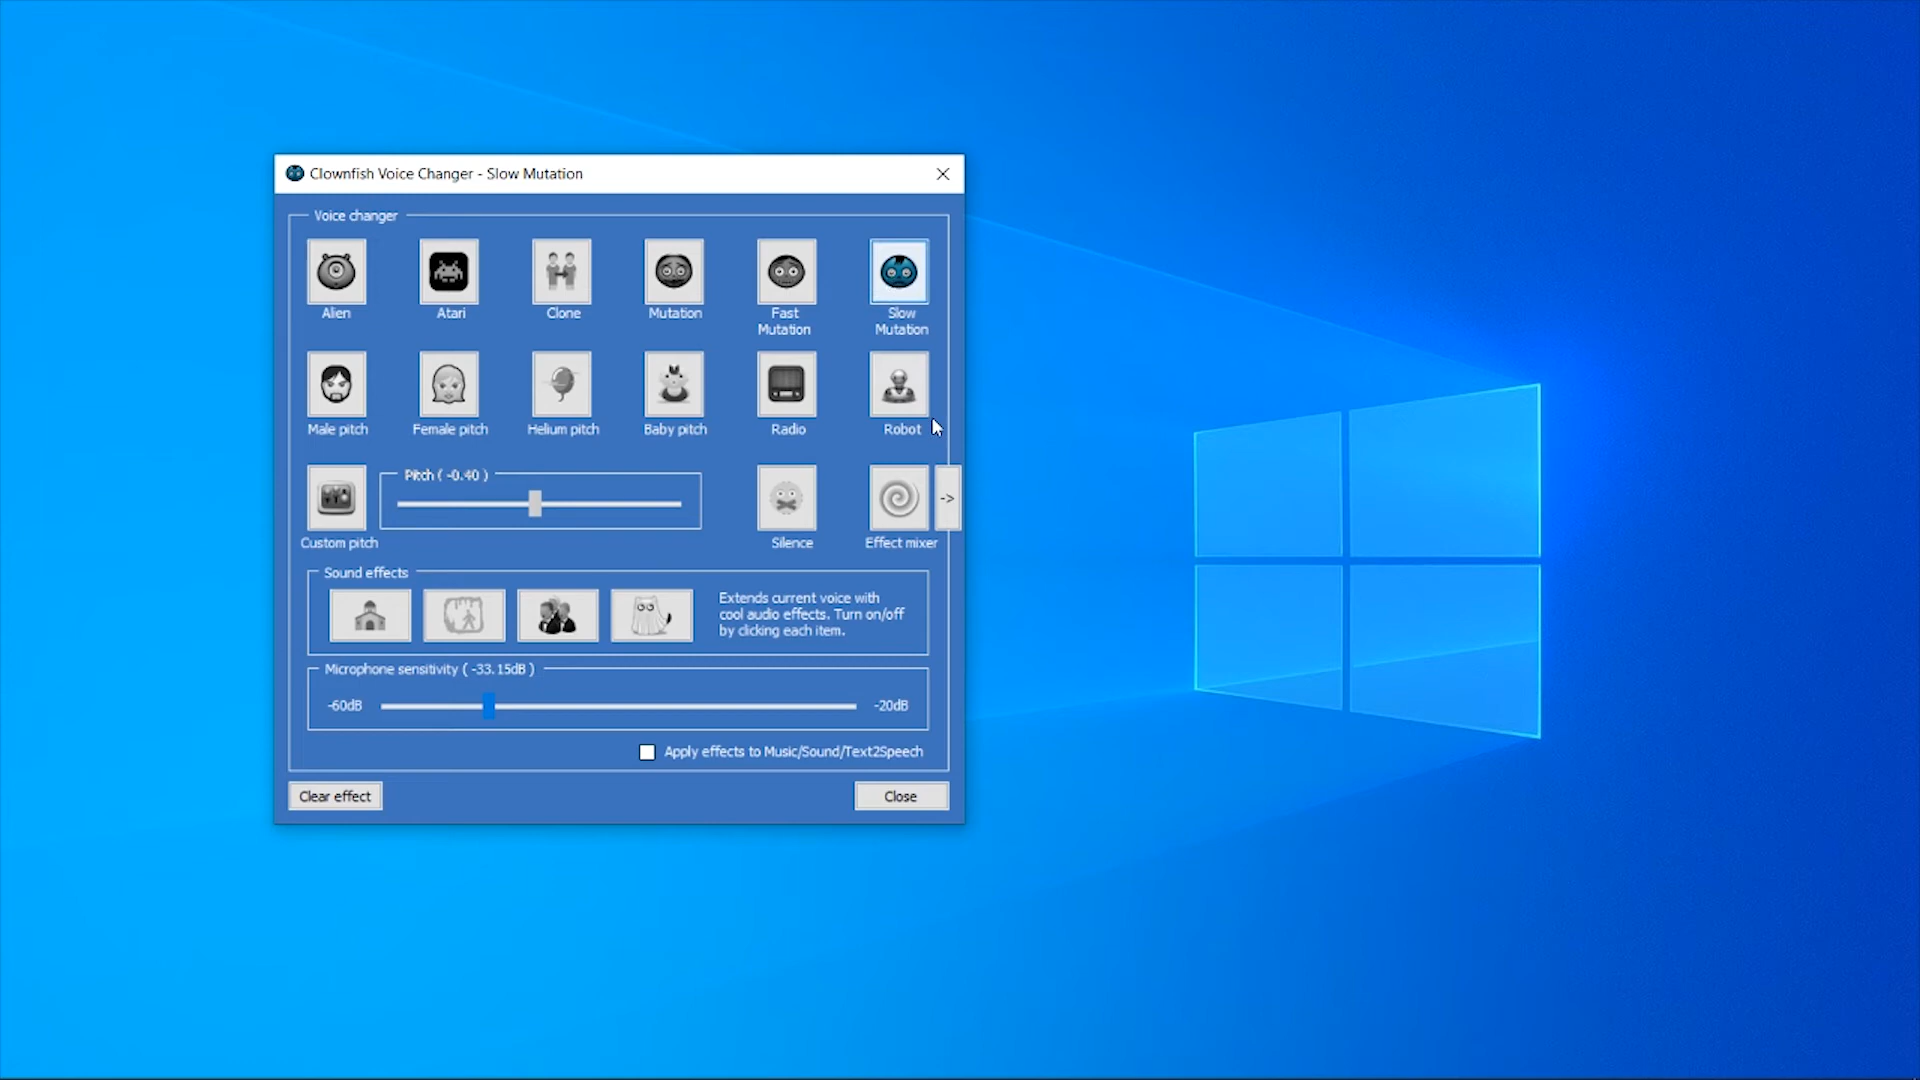 Clownfish Voice Changer - Slow Mutation
Voice changer
Alien
Atari
Clone
Mutation
Fast
Mutation
Slow
Mutation
Male pitch
Female pitch
Helium pitch
Baby pitch
Radio
Robot
Pitch ( -0.40 )
->
Custom pitch
Silence
Effect mixer
Sound effects
Extends current voice with
cool audio effects. Turn on/off
by clicking each item.
Microphone sensitivity ( -33.15dB )
-60dB
-20dB
Apply effects to Music/Sound/Text2Speech
Clear effect
Close